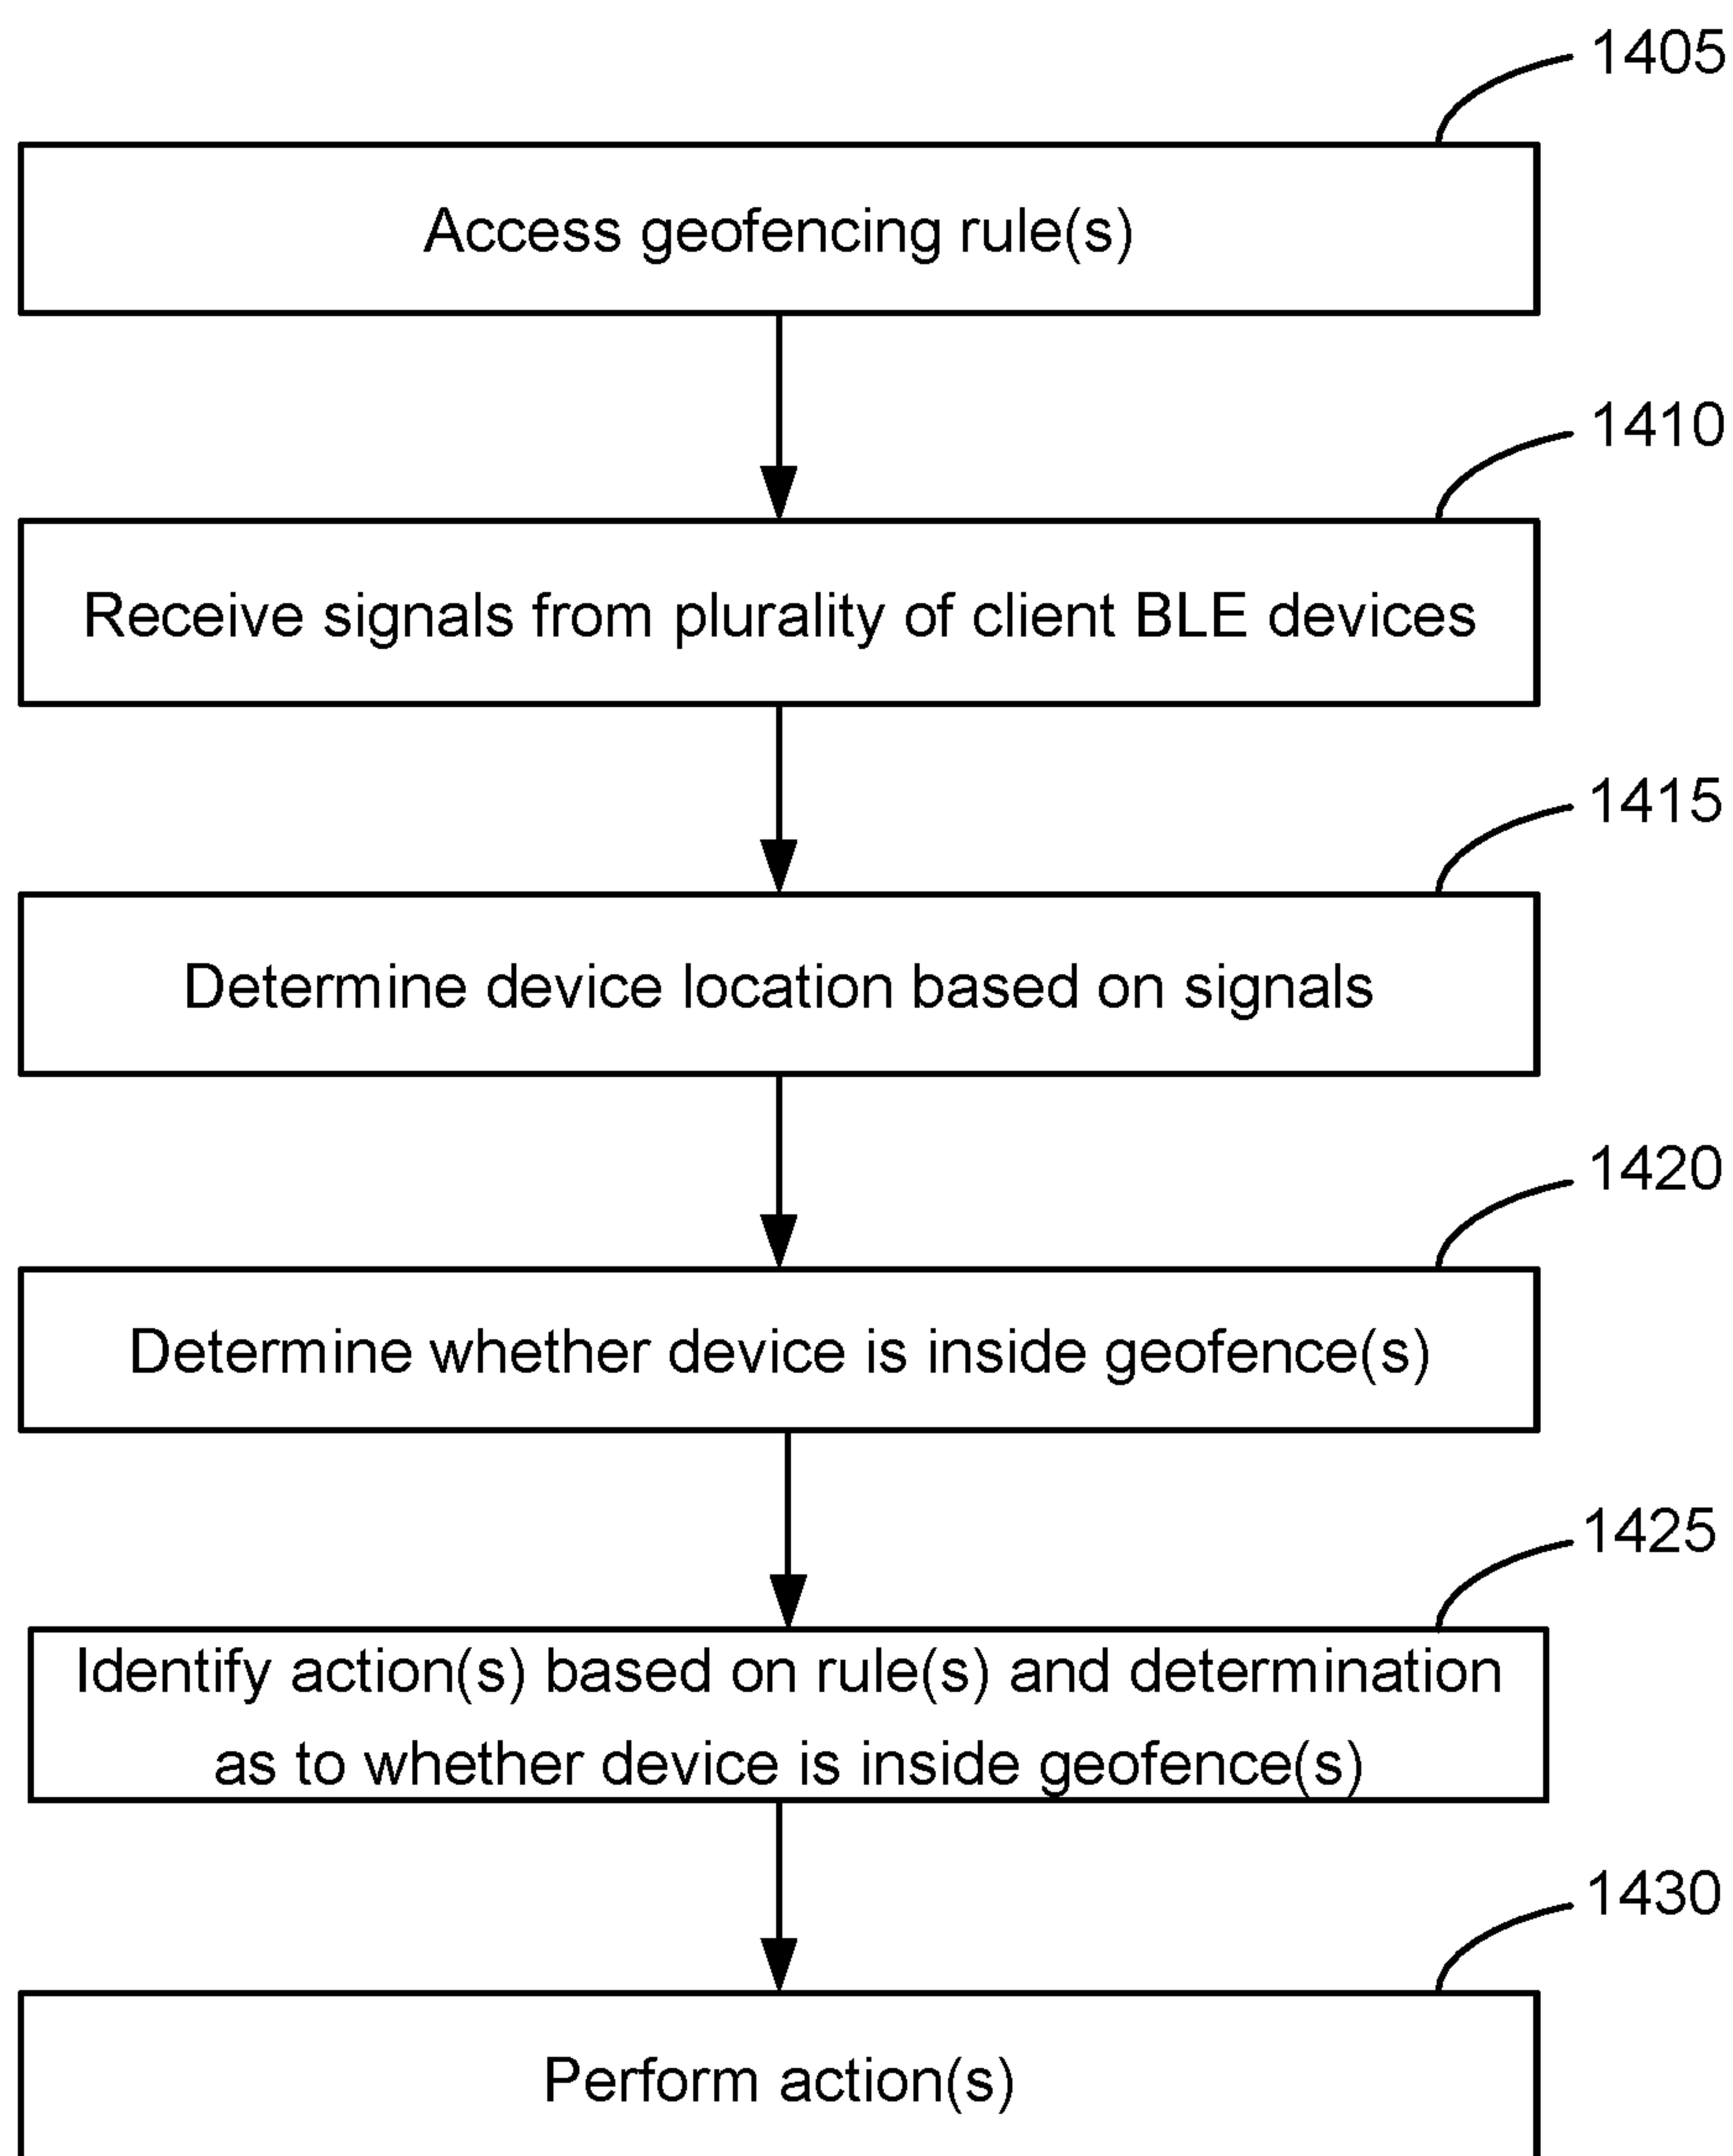 1405
Access geofencing rule(s)
1410
Receive signals from plurality of client BLE devices
1415
Determine device location based on signals
1420
Determine whether device is inside geofence(s)
1425
Identify action(s) based on rule(s) and determination
as to whether device is inside geofence(s)
1430
Perform action(s)